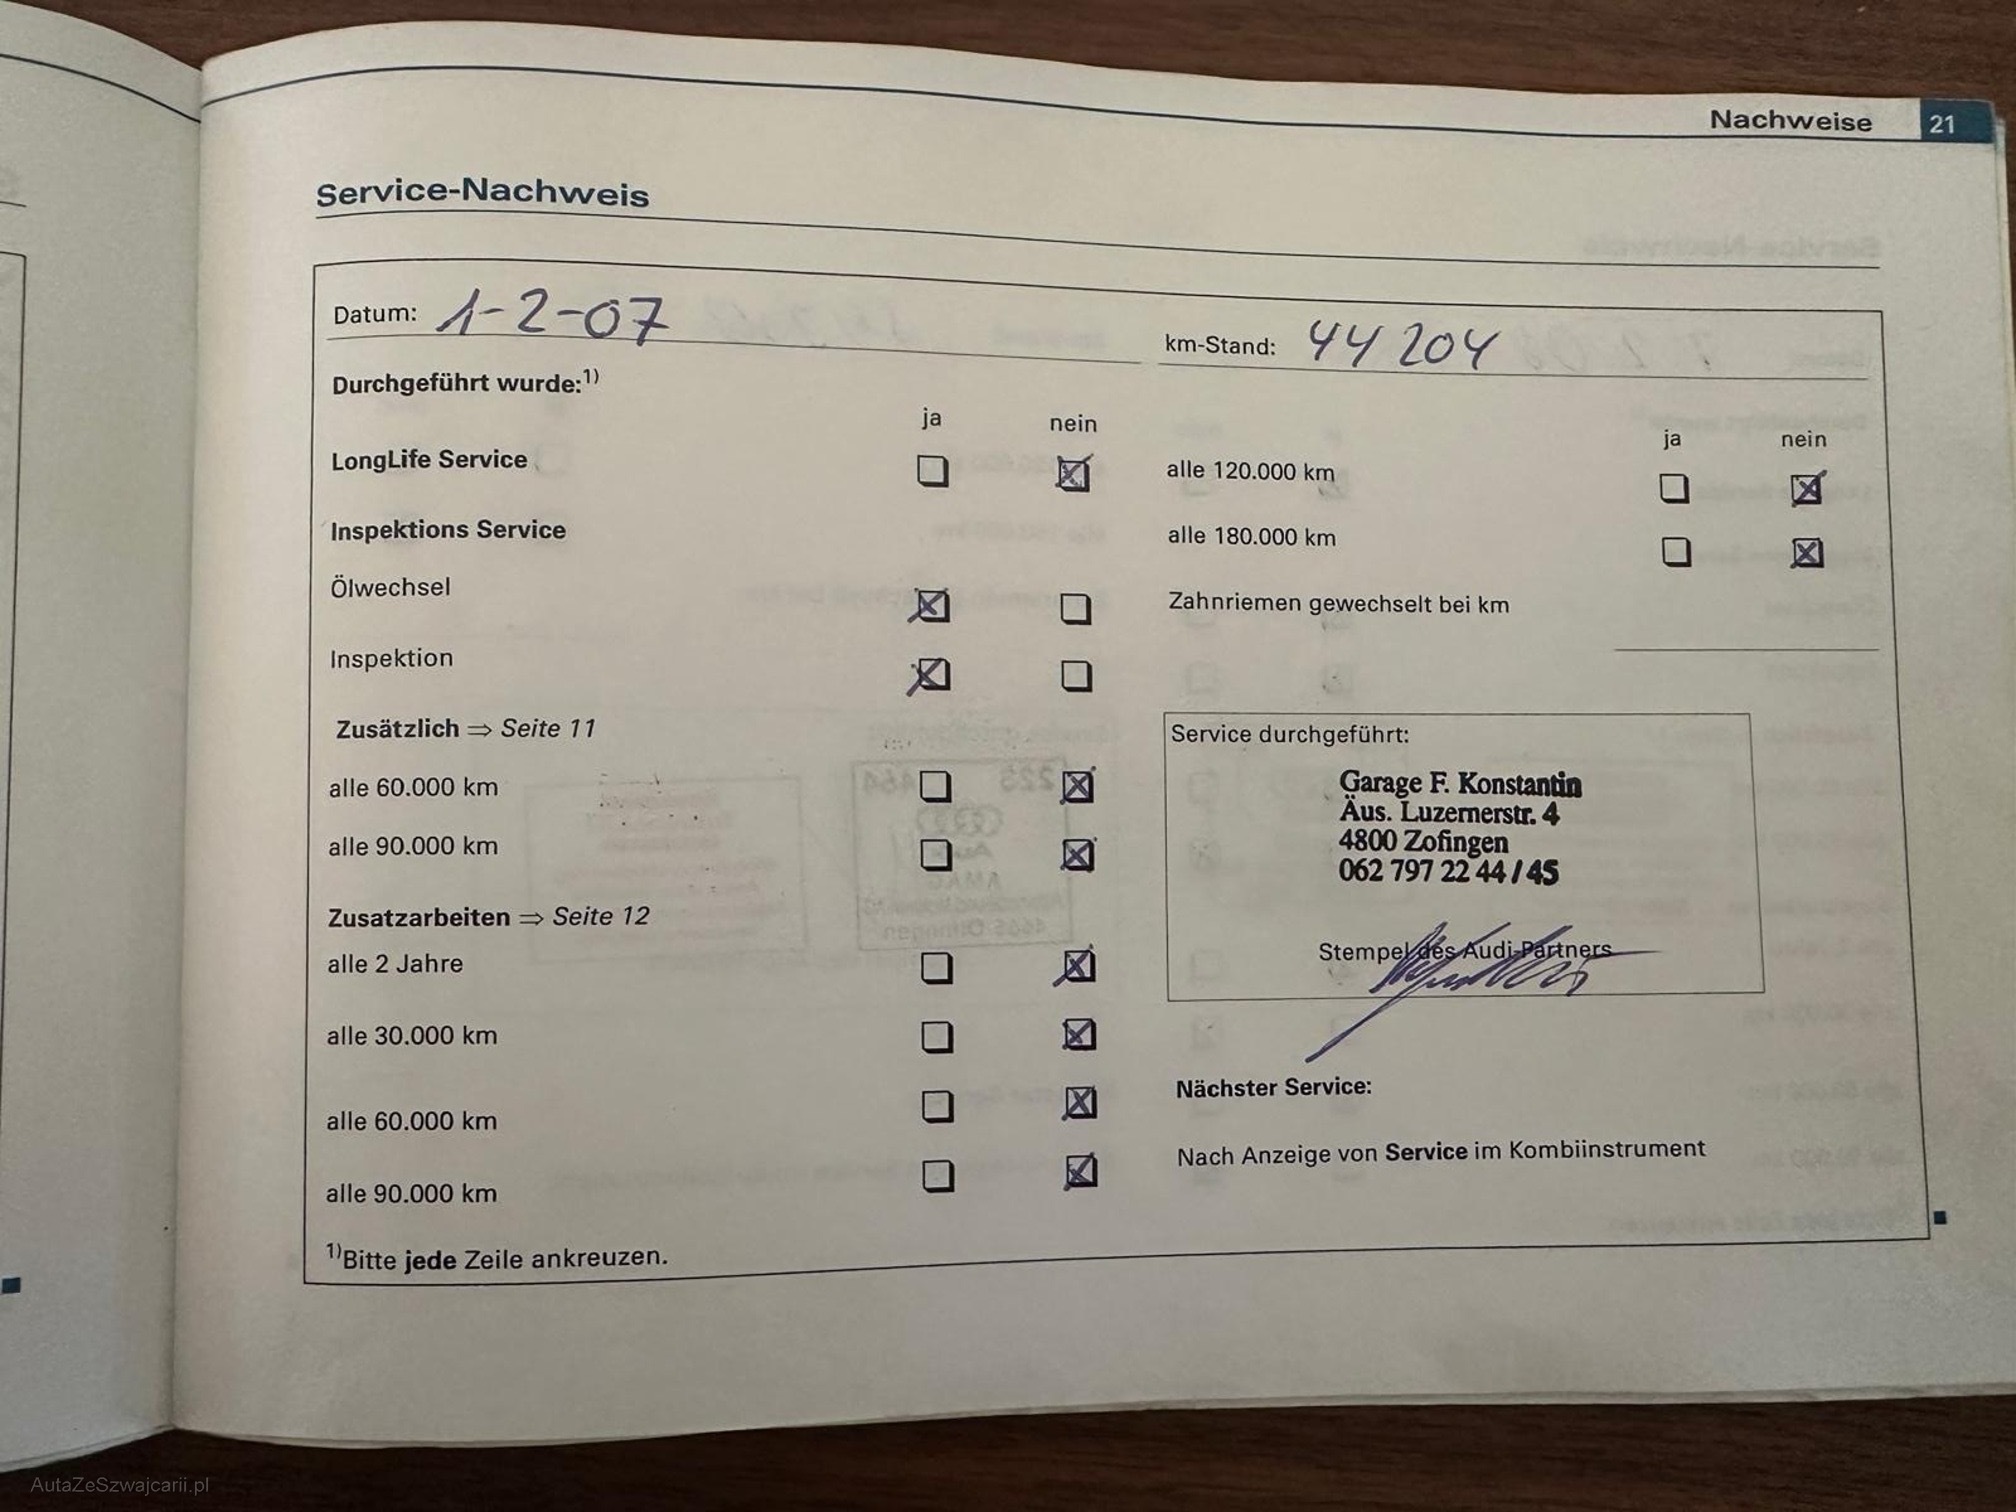 Nachweise 21
Service-Nachweis
Datum: 1-2-07
km-Stand: 44 204
Durchgeführt wurde:1)
ja nein
LongLife Service
Inspektions Service
Ölwechsel
Inspektion
Zusätzlich ⇒ Seite 11
alle 60.000 km
alle 90.000 km
Zusatzarbeiten ⇒ Seite 12
alle 2 Jahre
alle 30.000 km
alle 60.000 km
alle 90.000 km
1)Bitte jede Zeile ankreuzen.
ja nein
alle 120.000 km
alle 180.000 km
Zahnriemen gewechselt bei km
Service durchgeführt:
Garage F. Konstantin
Äus. Luzernerstr. 4
4800 Zofingen
062 797 22 44 / 45
Stempel des Audi-Partners
Nächster Service:
Nach Anzeige von Service im Kombiinstrument
AutaZeSzwajcarii.pl